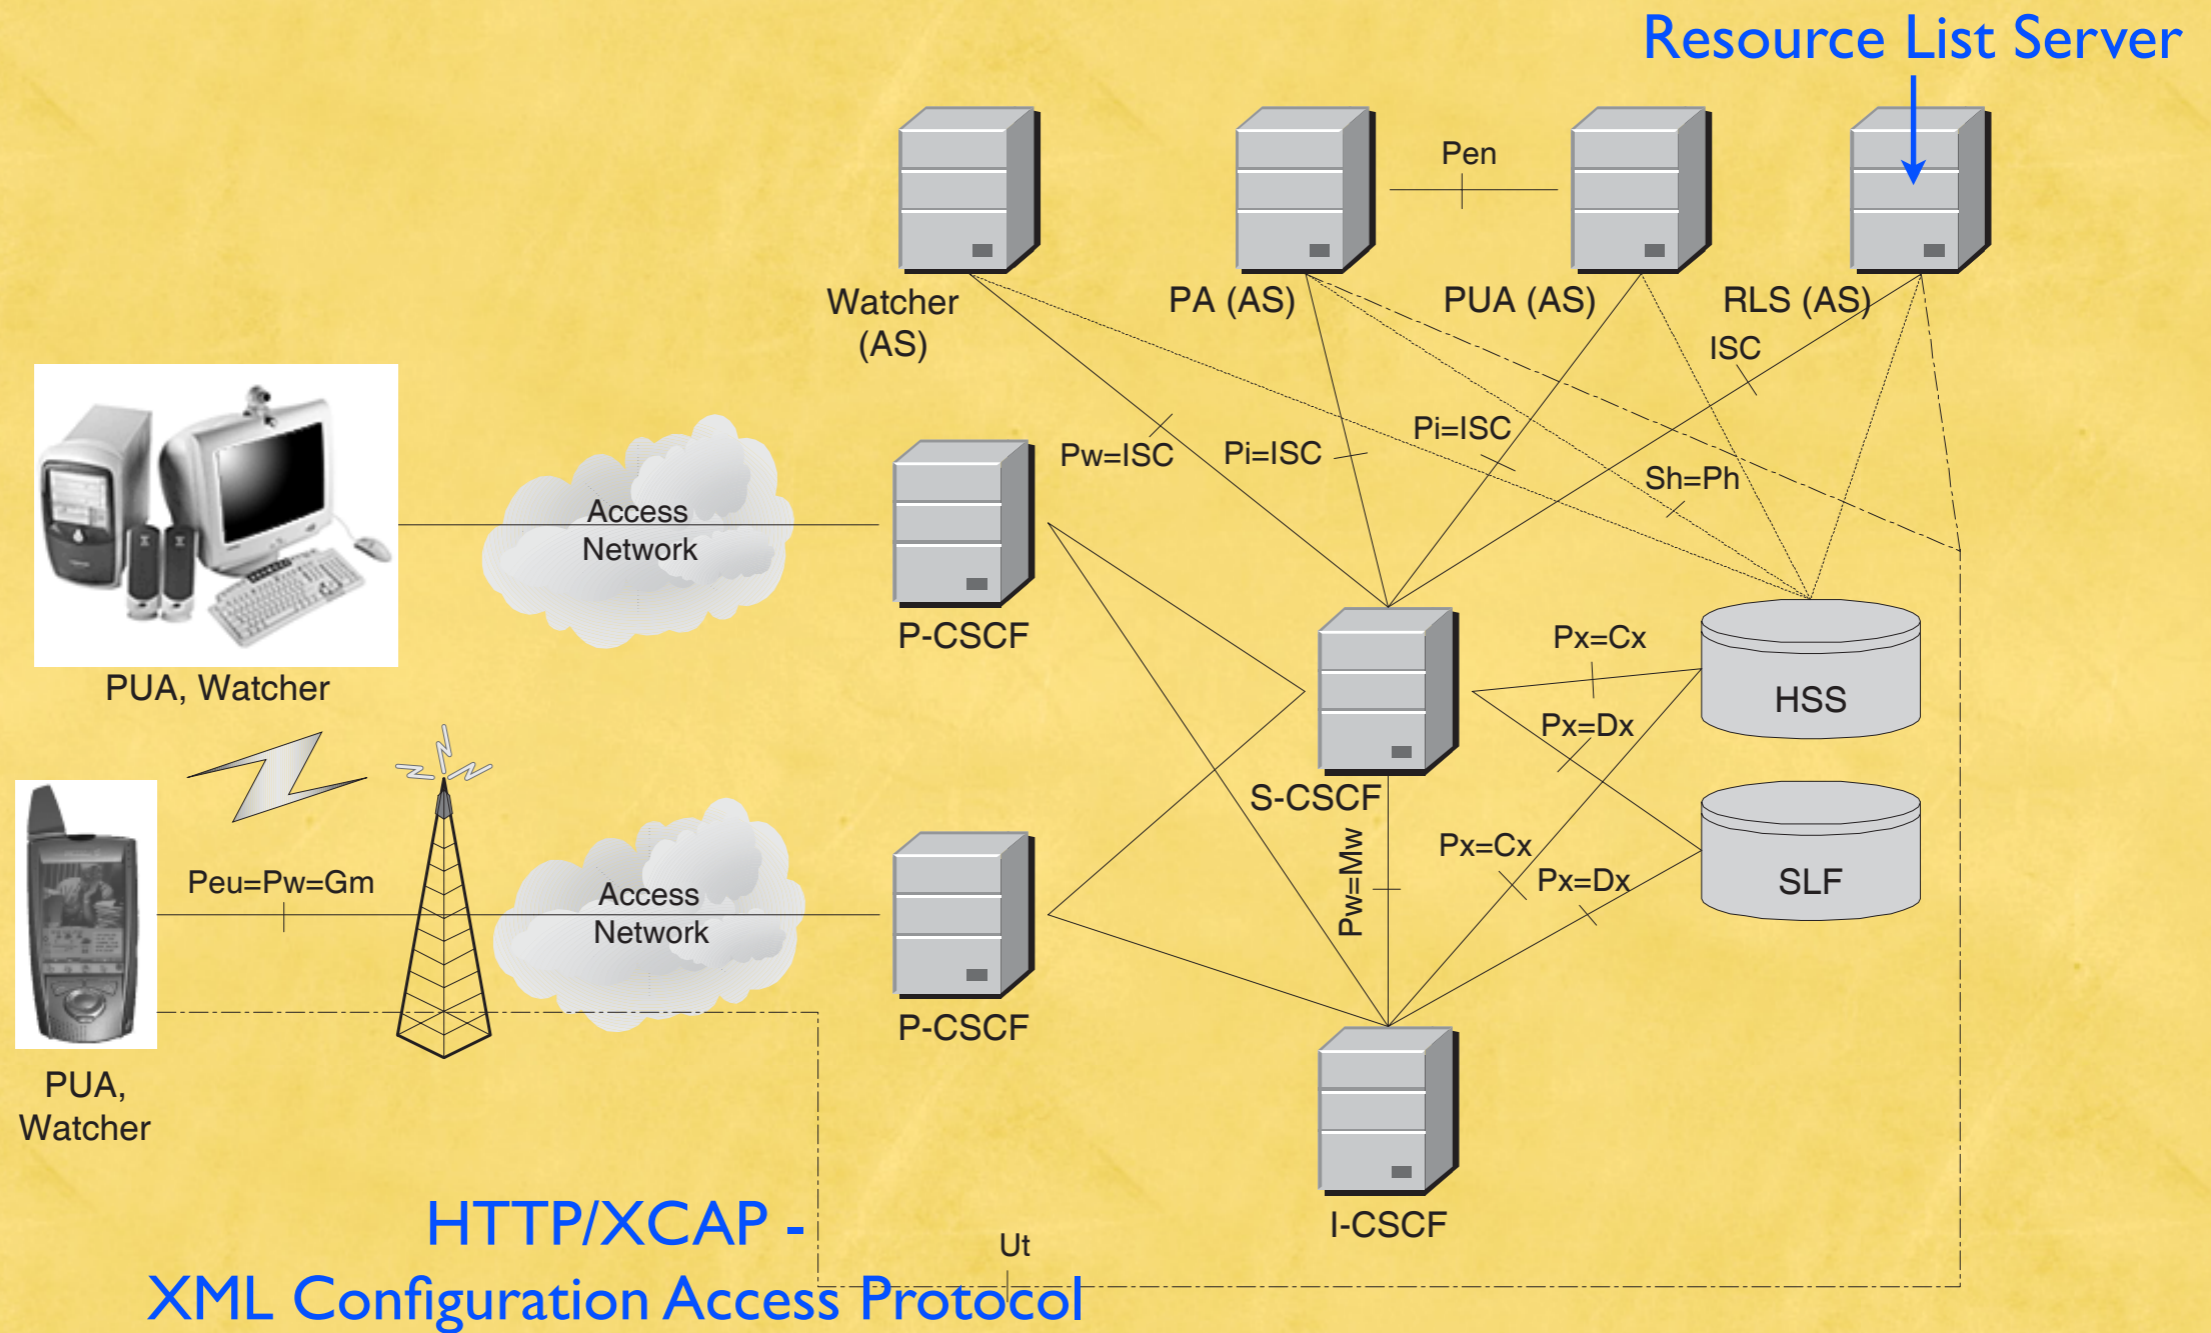 Resource List Server
Pen
Watcher
(AS)
PA (AS)
PUA (AS)
RLS (AS)
ISC
Pw=ISC
Pi=ISC
Pi=ISC
Sh=Ph
Access
Network
P-CSCF
PUA, Watcher
Px=Cx
HSS
Px=Dx
S-CSCF
Pw=Mw
Px=Cx
Px=Dx
SLF
Peu=Pw=Gm
Access
Network
P-CSCF
PUA,
Watcher
I-CSCF
HTTP/XCAP -
XML Configuration Access Protocol
Ut